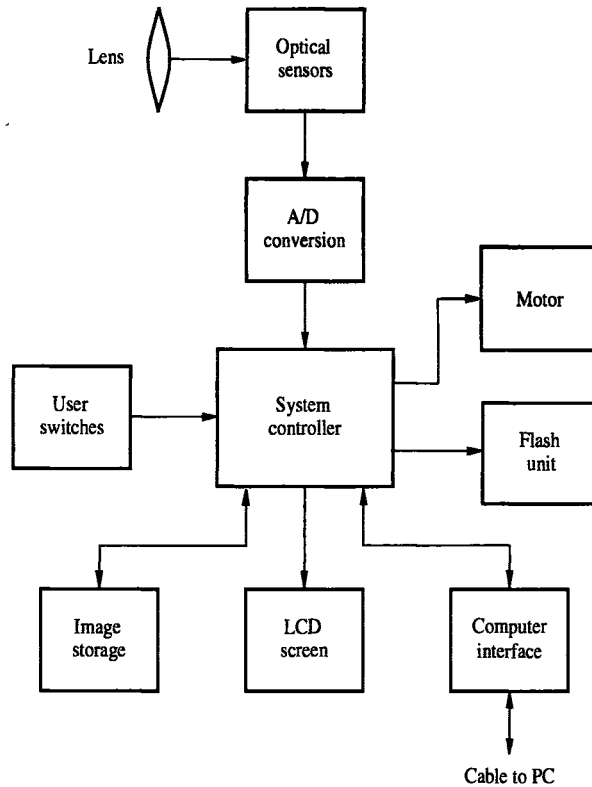 Lens
Optical
sensors
A/D
conversion
Motor
User
switches
System
controller
Flash
unit
Image
storage
LCD
screen
Computer
interface
Cable to PC